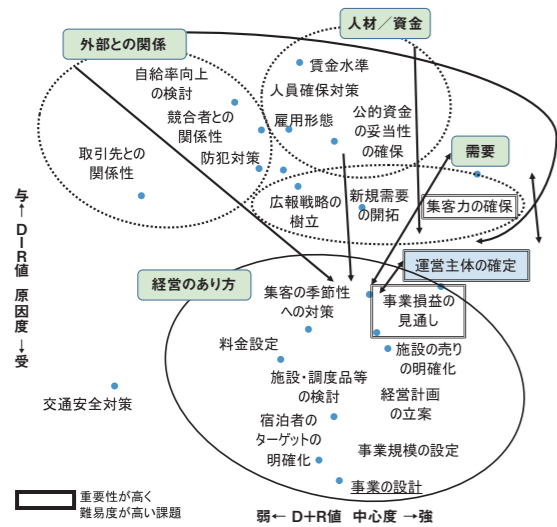 人材／資金
外部との関係
賃金水準
自給率向上
の検討
人員確保対策
競合者との
関係性
雇用形態
公的資金
の妥当性
の確保
需要
取引先との
関係性
防犯対策
広報戦略の
樹立
新規需要
の開拓
集客力の確保
与← DーR値 原因度 →受
運営主体の確定
経営のあり方
集客の季節性
への対策
事業損益の
見通し
料金設定
施設の売り
の明確化
施設・調度品等
の検討
経営計画
の立案
交通安全対策
宿泊者の
ターゲットの
明確化
事業規模の設定
事業の設計
重要性が高く
難易度が高い課題
弱← D+R値 中心度 →強